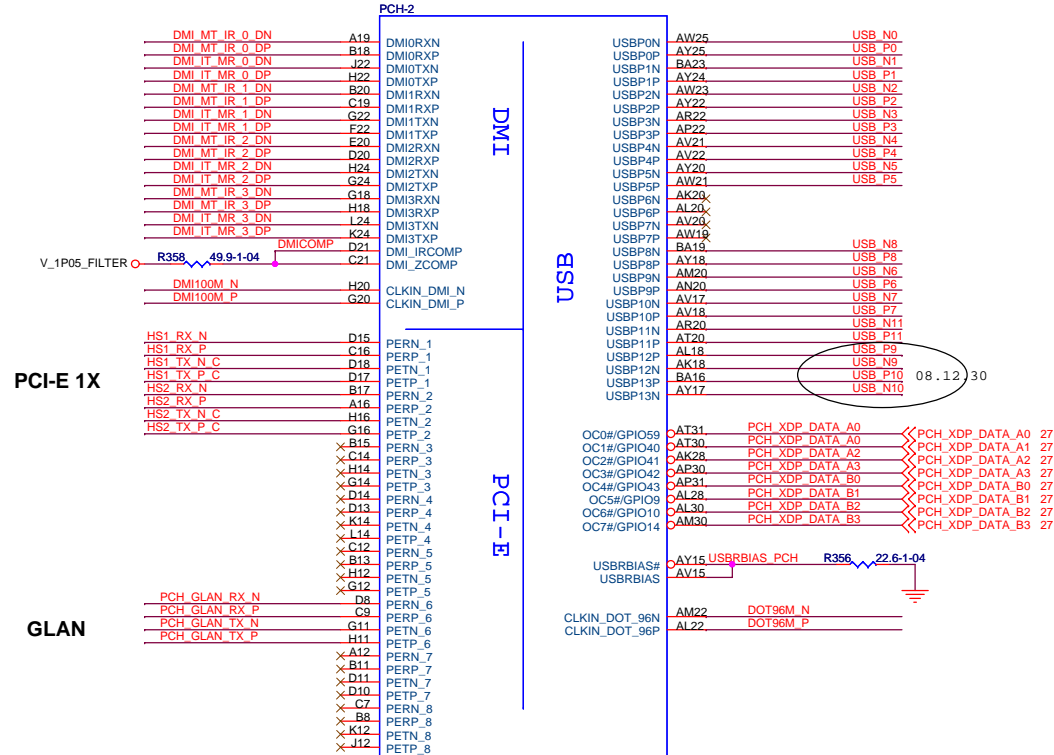 PCH-2
DMI_MT_IR_0_DN A19 DMI0RXN
DMI_MT_IR_0_DP B18 DMI0RXP
DMI_IT_MR_0_DN J22 DMI0TXN
DMI_IT_MR_0_DP H22 DMI0TXP
DMI_MT_IR_1_DN B20 DMI1RXN
DMI_MT_IR_1_DP C19 DMI1RXP
DMI_IT_MR_1_DN G22 DMI1TXN
DMI_IT_MR_1_DP F22 DMI1TXP
DMI_MT_IR_2_DN E20 DMI2RXN
DMI_MT_IR_2_DP D20 DMI2RXP
DMI_IT_MR_2_DN H24 DMI2TXN
DMI_IT_MR_2_DP G24 DMI2TXP
DMI_MT_IR_3_DN G18 DMI3RXN
DMI_MT_IR_3_DP H18 DMI3RXP
DMI_IT_MR_3_DN L24 DMI3TXN
DMI_IT_MR_3_DP K24 DMI3TXP
DMICOMP D21 DMI_IRCOMP
V_1P05_FILTER R358 49.9-1-04 C21 DMI_ZCOMP
DMI100M_N H20 CLKIN_DMI_N
DMI100M_P G20 CLKIN_DMI_P
DMI
PCI-E 1X
HS1_RX_N D15 PERN_1
HS1_RX_P C16 PERP_1
HS1_TX_N_C D18 PETN_1
HS1_TX_P_C D17 PETP_1
HS2_RX_N B17 PERN_2
HS2_RX_P A16 PERP_2
HS2_TX_N_C H16 PETN_2
HS2_TX_P_C G16 PETP_2
B15 PERN_3
C14 PERP_3
H14 PETN_3
G14 PETP_3
D14 PERN_4
D13 PERP_4
K14 PETN_4
L14 PETP_4
C12 PERN_5
B13 PERP_5
H12 PETN_5
G12 PETP_5
GLAN
PCH_GLAN_RX_N D8 PERN_6
PCH_GLAN_RX_P C9 PERP_6
PCH_GLAN_TX_N G11 PETN_6
PCH_GLAN_TX_P H11 PETP_6
A12 PERN_7
B11 PERP_7
D11 PETN_7
D10 PETP_7
C7 PERN_8
B8 PERP_8
K12 PETN_8
J12 PETP_8
PCI-E
USB
USBP0N AW25 USB_N0
USBP0P AY25 USB_P0
USBP1N BA23 USB_N1
USBP1P AY24 USB_P1
USBP2N AW23 USB_N2
USBP2P AY22 USB_P2
USBP3N AR22 USB_N3
USBP3P AP22 USB_P3
USBP4N AV21 USB_N4
USBP4P AV22 USB_P4
USBP5N AY20 USB_N5
USBP5P AW21 USB_P5
USBP6N AK20
USBP6P AL20
USBP7N AV20
USBP7P AW19
USBP8N BA19 USB_N8
USBP8P AY18 USB_P8
USBP9N AM20 USB_N6
USBP9P AN20 USB_P6
USBP10N AV17 USB_N7
USBP10P AV18 USB_P7
USBP11N AR20 USB_N11
USBP11P AT20 USB_P11
USBP12P AL18 USB_P9
USBP12N AK18 USB_N9
USBP13P BA16 USB_P10
USBP13N AY17 USB_N10
08.12.30
OC0#/GPIO59 AT31 PCH_XDP_DATA_A0 PCH_XDP_DATA_A0 27
OC1#/GPIO40 AT30 PCH_XDP_DATA_A0 PCH_XDP_DATA_A1 27
OC2#/GPIO41 AK28 PCH_XDP_DATA_A2 PCH_XDP_DATA_A2 27
OC3#/GPIO42 AP30 PCH_XDP_DATA_A3 PCH_XDP_DATA_A3 27
OC4#/GPIO43 AP31 PCH_XDP_DATA_B0 PCH_XDP_DATA_B0 27
OC5#/GPIO9 AL28 PCH_XDP_DATA_B1 PCH_XDP_DATA_B1 27
OC6#/GPIO10 AL30 PCH_XDP_DATA_B2 PCH_XDP_DATA_B2 27
OC7#/GPIO14 AM30 PCH_XDP_DATA_B3 PCH_XDP_DATA_B3 27
USBRBIAS# AY15 USBRBIAS_PCH R356 22.6-1-04
USBRBIAS AV15
CLKIN_DOT_96N AM22 DOT96M_N
CLKIN_DOT_96P AL22 DOT96M_P